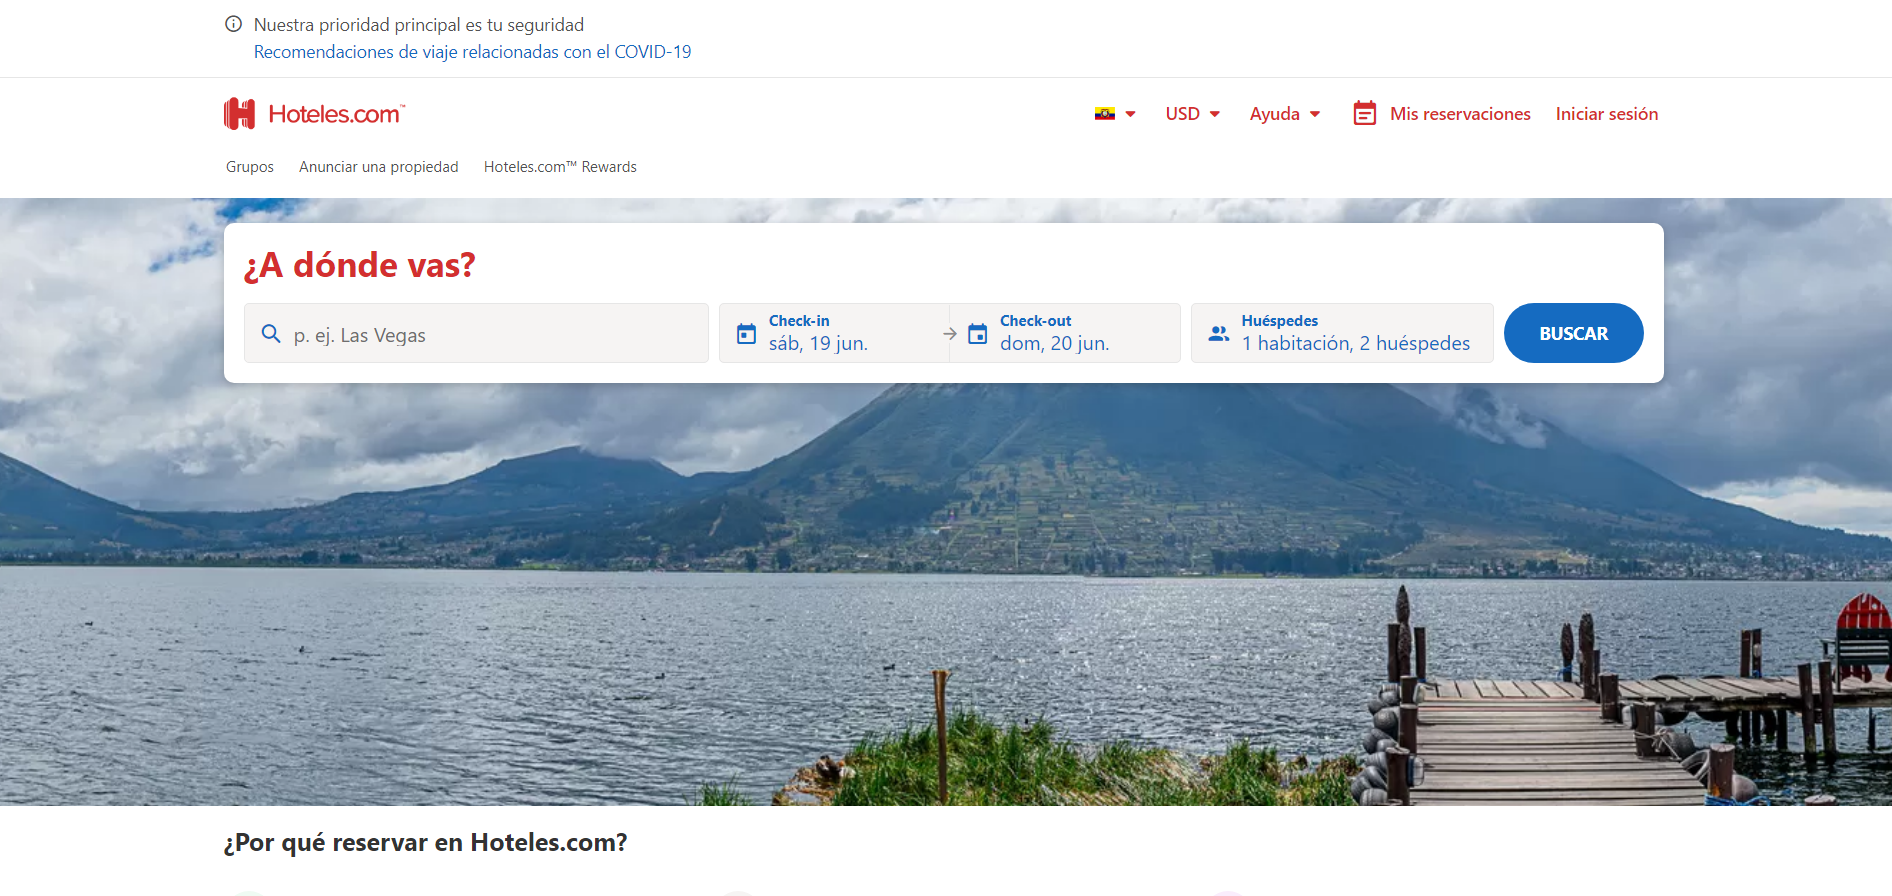 Nuestra prioridad principal es tu seguridad
Recomendaciones de viaje relacionadas con el COVID-19
Hoteles.com™
USD
Ayuda
Mis reservaciones
Iniciar sesión
Grupos
Anunciar una propiedad
Hoteles.com™ Rewards
¿A dónde vas?
p. ej. Las Vegas
Check-in
sáb, 19 jun.
Check-out
dom, 20 jun.
Huéspedes
1 habitación, 2 huéspedes
BUSCAR
¿Por qué reservar en Hoteles.com?